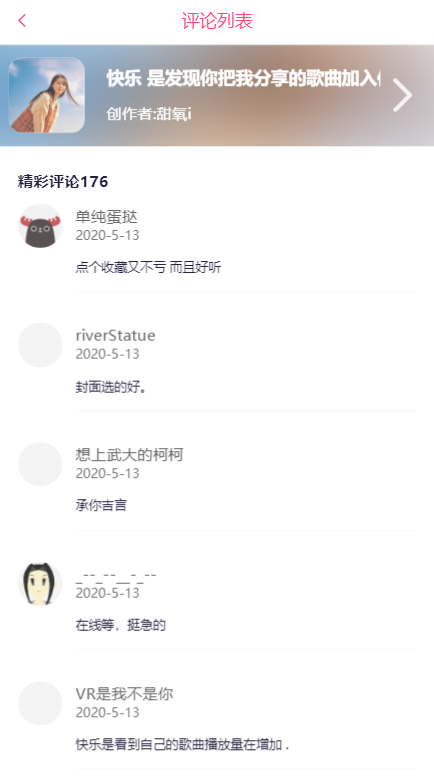 评论列表
快乐 是发现你把我分享的歌曲加入
创作者:甜氧i
精彩评论176
单纯蛋挞
2020-5-13
点个收藏又不亏 而且好听
riverStatue
2020-5-13
封面选的好。
想上武大的柯柯
2020-5-13
承你吉言
_--_--__-_--
2020-5-13
在线等，挺急的
VR是我不是你
2020-5-13
快乐是看到自己的歌曲播放量在增加 .